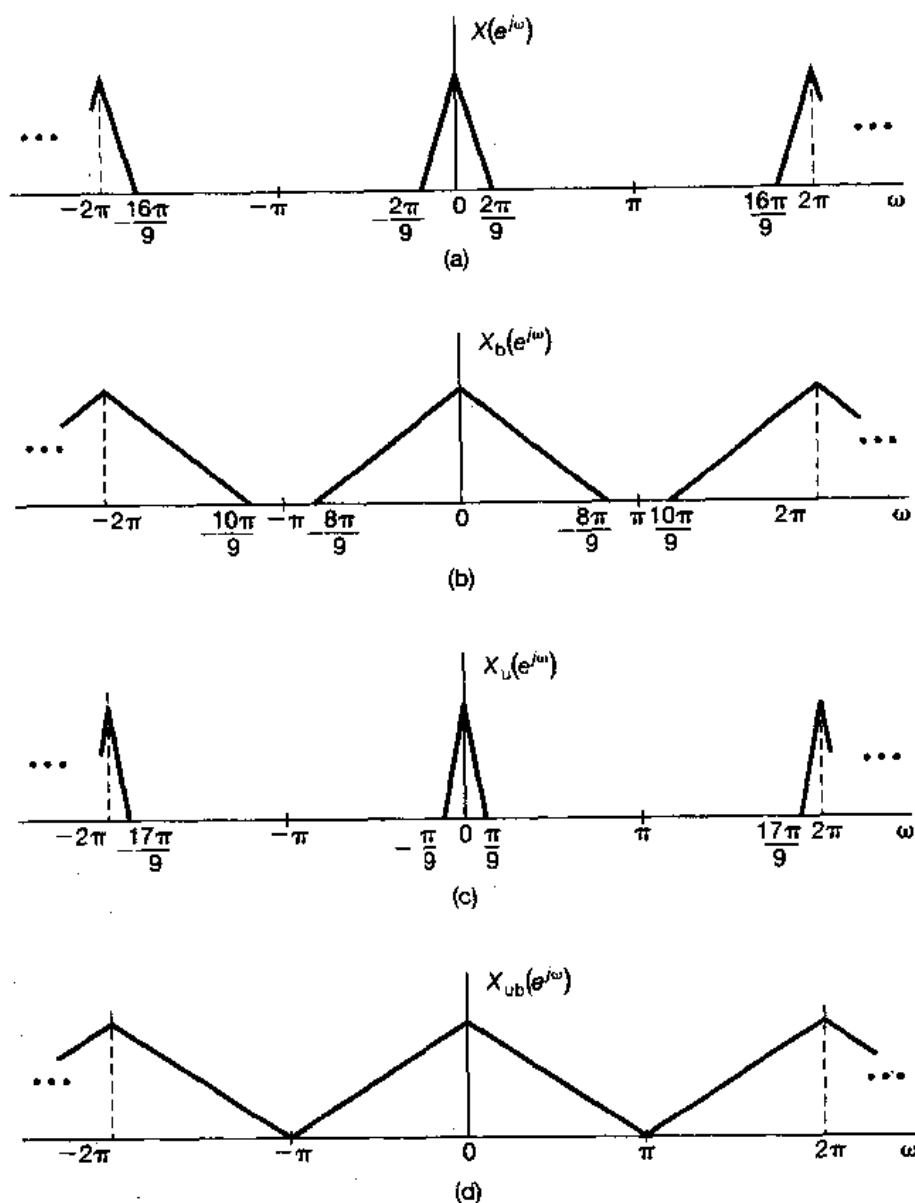 X(e^{jω})
... ...
−2π −16π/9 −π −2π/9 0 2π/9 π 16π/9 2π ω
(a)
X_b(e^{jω})
... ...
−2π −10π/9 −π −8π/9 0 −8π/9 π 10π/9 2π ω
(b)
X_u(e^{jω})
... ...
−2π −17π/9 −π −π/9 0 π/9 π 17π/9 2π ω
(c)
X_{ub}(e^{jω})
... ...
−2π −π 0 π 2π ω
(d)